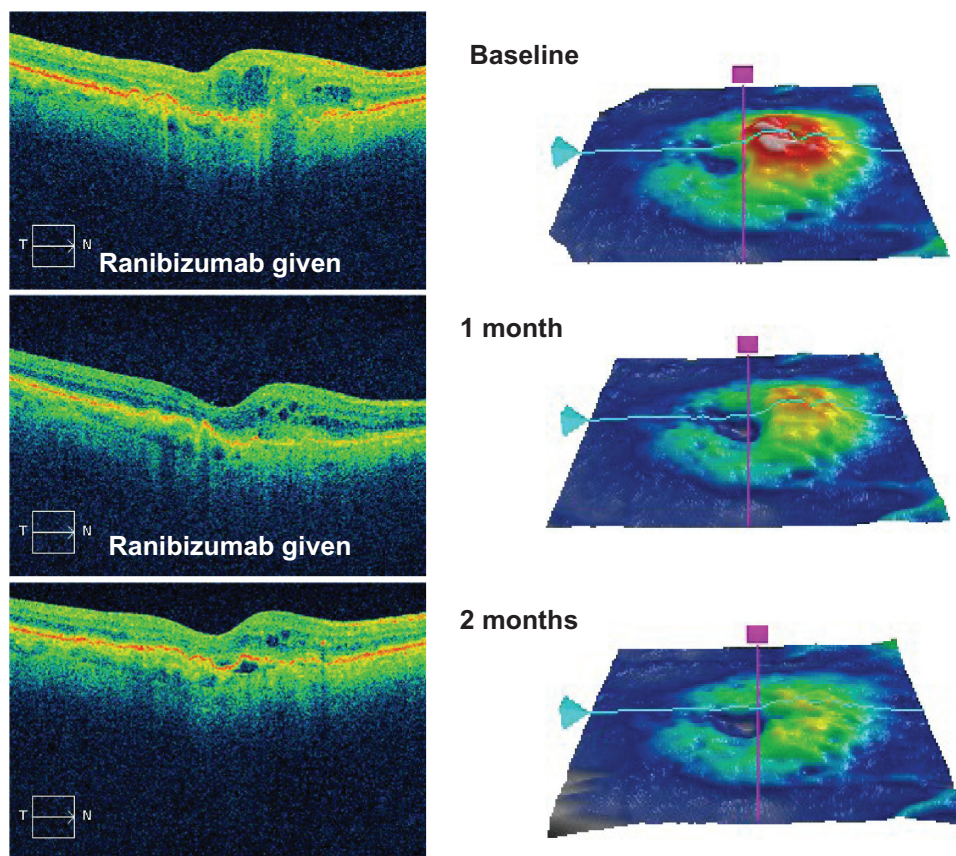 Baseline
T N
Ranibizumab given
1 month
T N
Ranibizumab given
2 months
T N